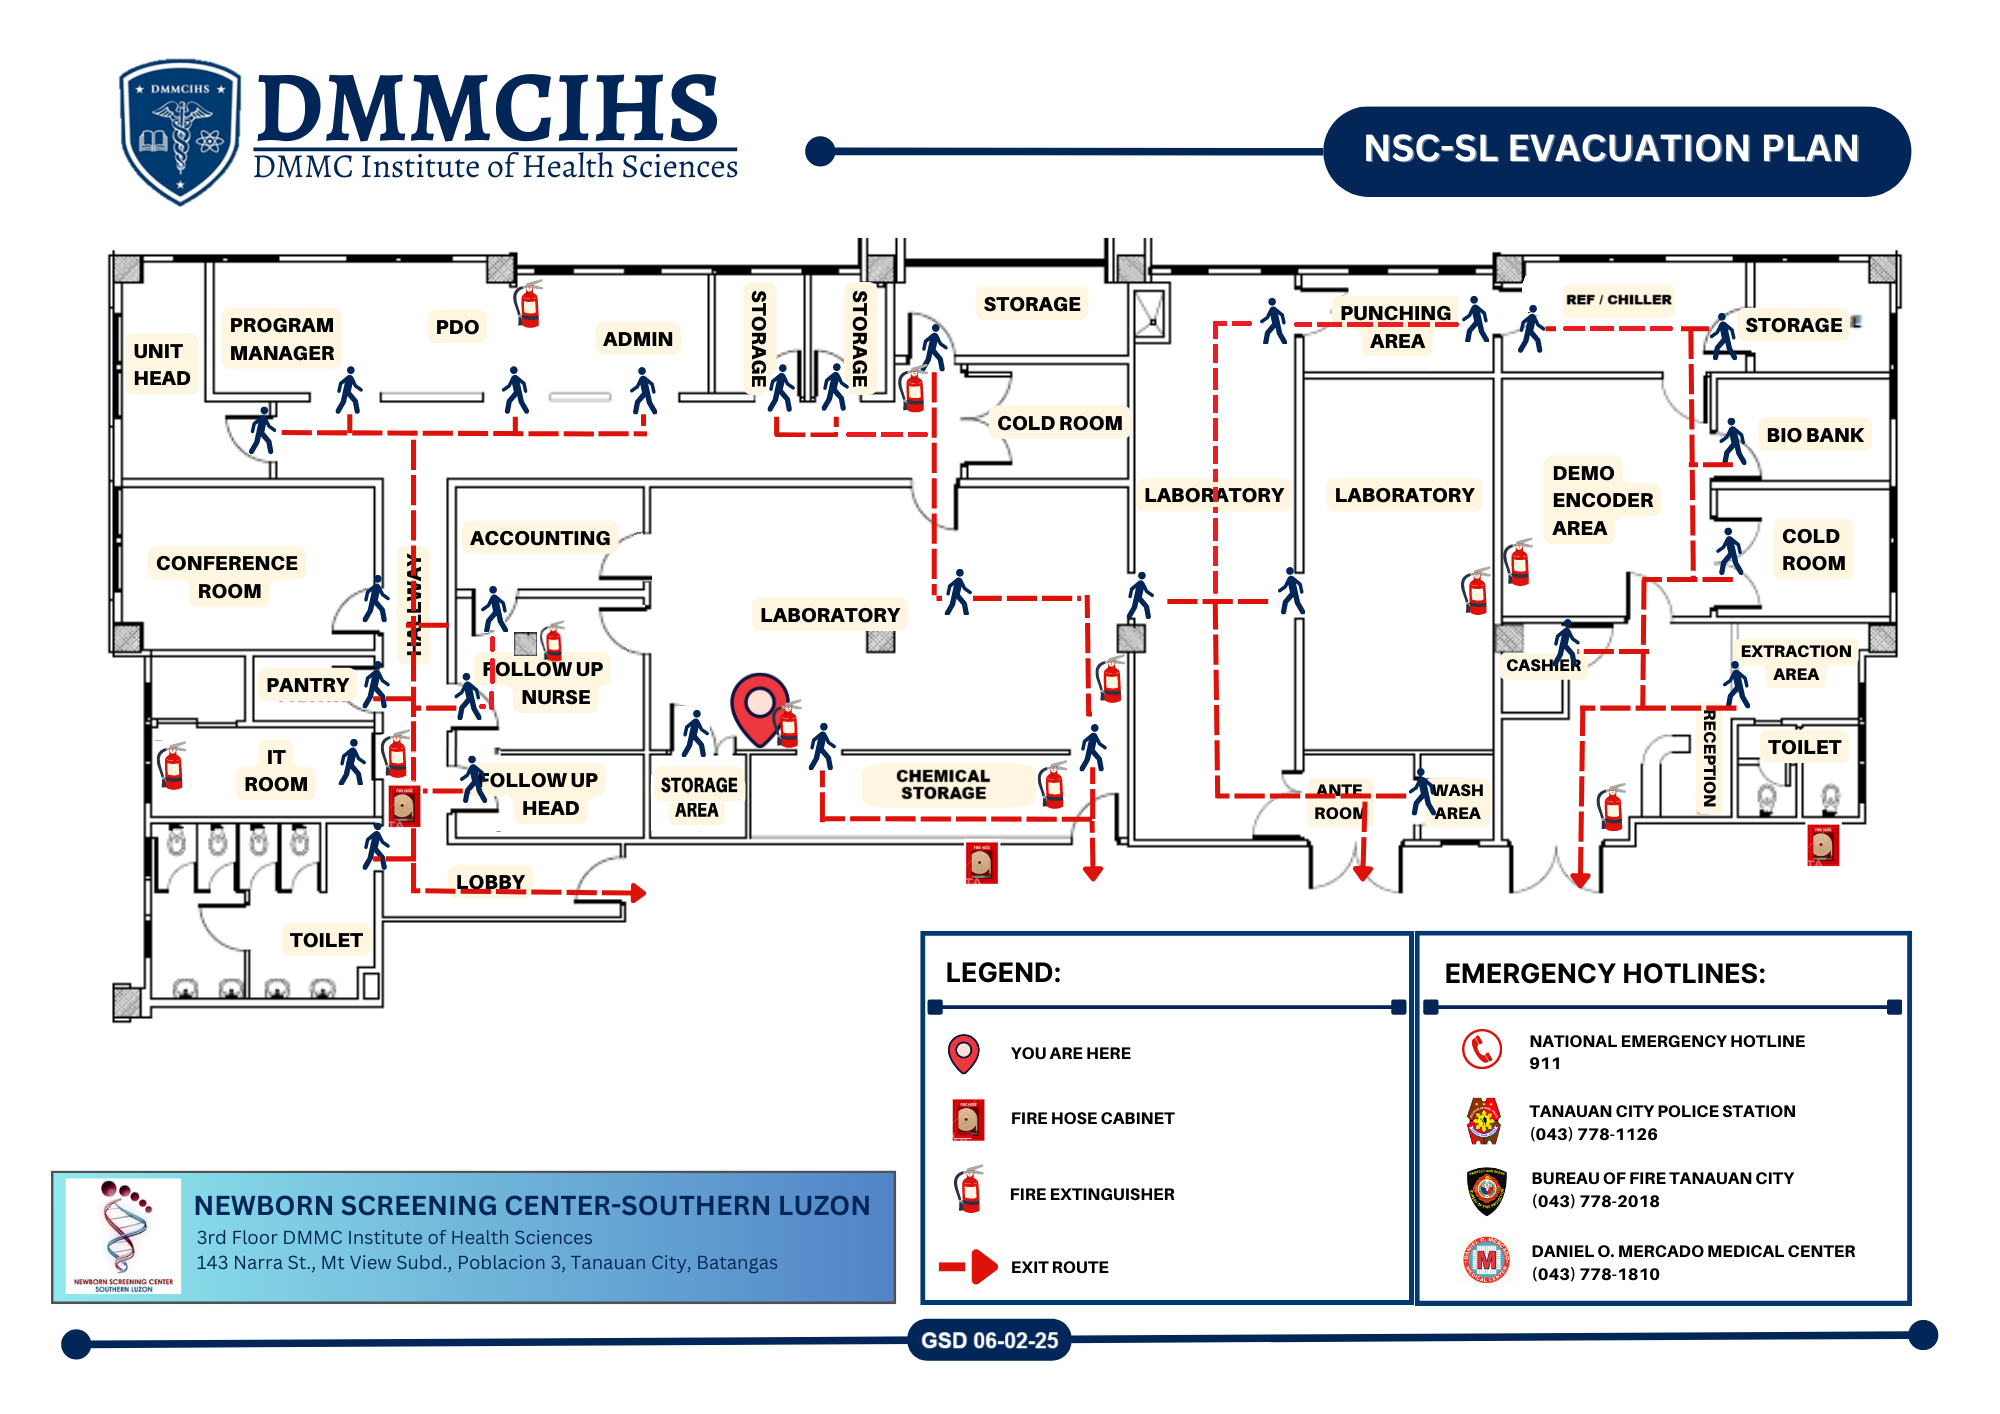 DMMCIHS
DMMCIHS
DMMC Institute of Health Sciences
NSC-SL EVACUATION PLAN
UNIT
HEAD
PROGRAM
MANAGER
PDO
ADMIN
STORAGE
STORAGE
STORAGE
COLD ROOM
PUNCHING
AREA
REF / CHILLER
STORAGE
BIO BANK
LABORATORY
LABORATORY
DEMO
ENCODER
AREA
COLD
ROOM
CONFERENCE
ROOM
HALLWAY
ACCOUNTING
LABORATORY
FOLLOW UP
NURSE
CASHIER
EXTRACTION
AREA
PANTRY
IT
ROOM
FOLLOW UP
HEAD
STORAGE
AREA
CHEMICAL
STORAGE
ANTE
ROOM
WASH
AREA
RECEPTION
TOILET
LOBBY
TOILET
LEGEND:
YOU ARE HERE
FIRE HOSE CABINET
FIRE EXTINGUISHER
EXIT ROUTE
EMERGENCY HOTLINES:
NATIONAL EMERGENCY HOTLINE
911
TANAUAN CITY POLICE STATION
(043) 778-1126
BUREAU OF FIRE TANAUAN CITY
(043) 778-2018
DANIEL O. MERCADO MEDICAL CENTER
(043) 778-1810
NEWBORN SCREENING CENTER
SOUTHERN LUZON
NEWBORN SCREENING CENTER-SOUTHERN LUZON
3rd Floor DMMC Institute of Health Sciences
143 Narra St., Mt View Subd., Poblacion 3, Tanauan City, Batangas
GSD 06-02-25